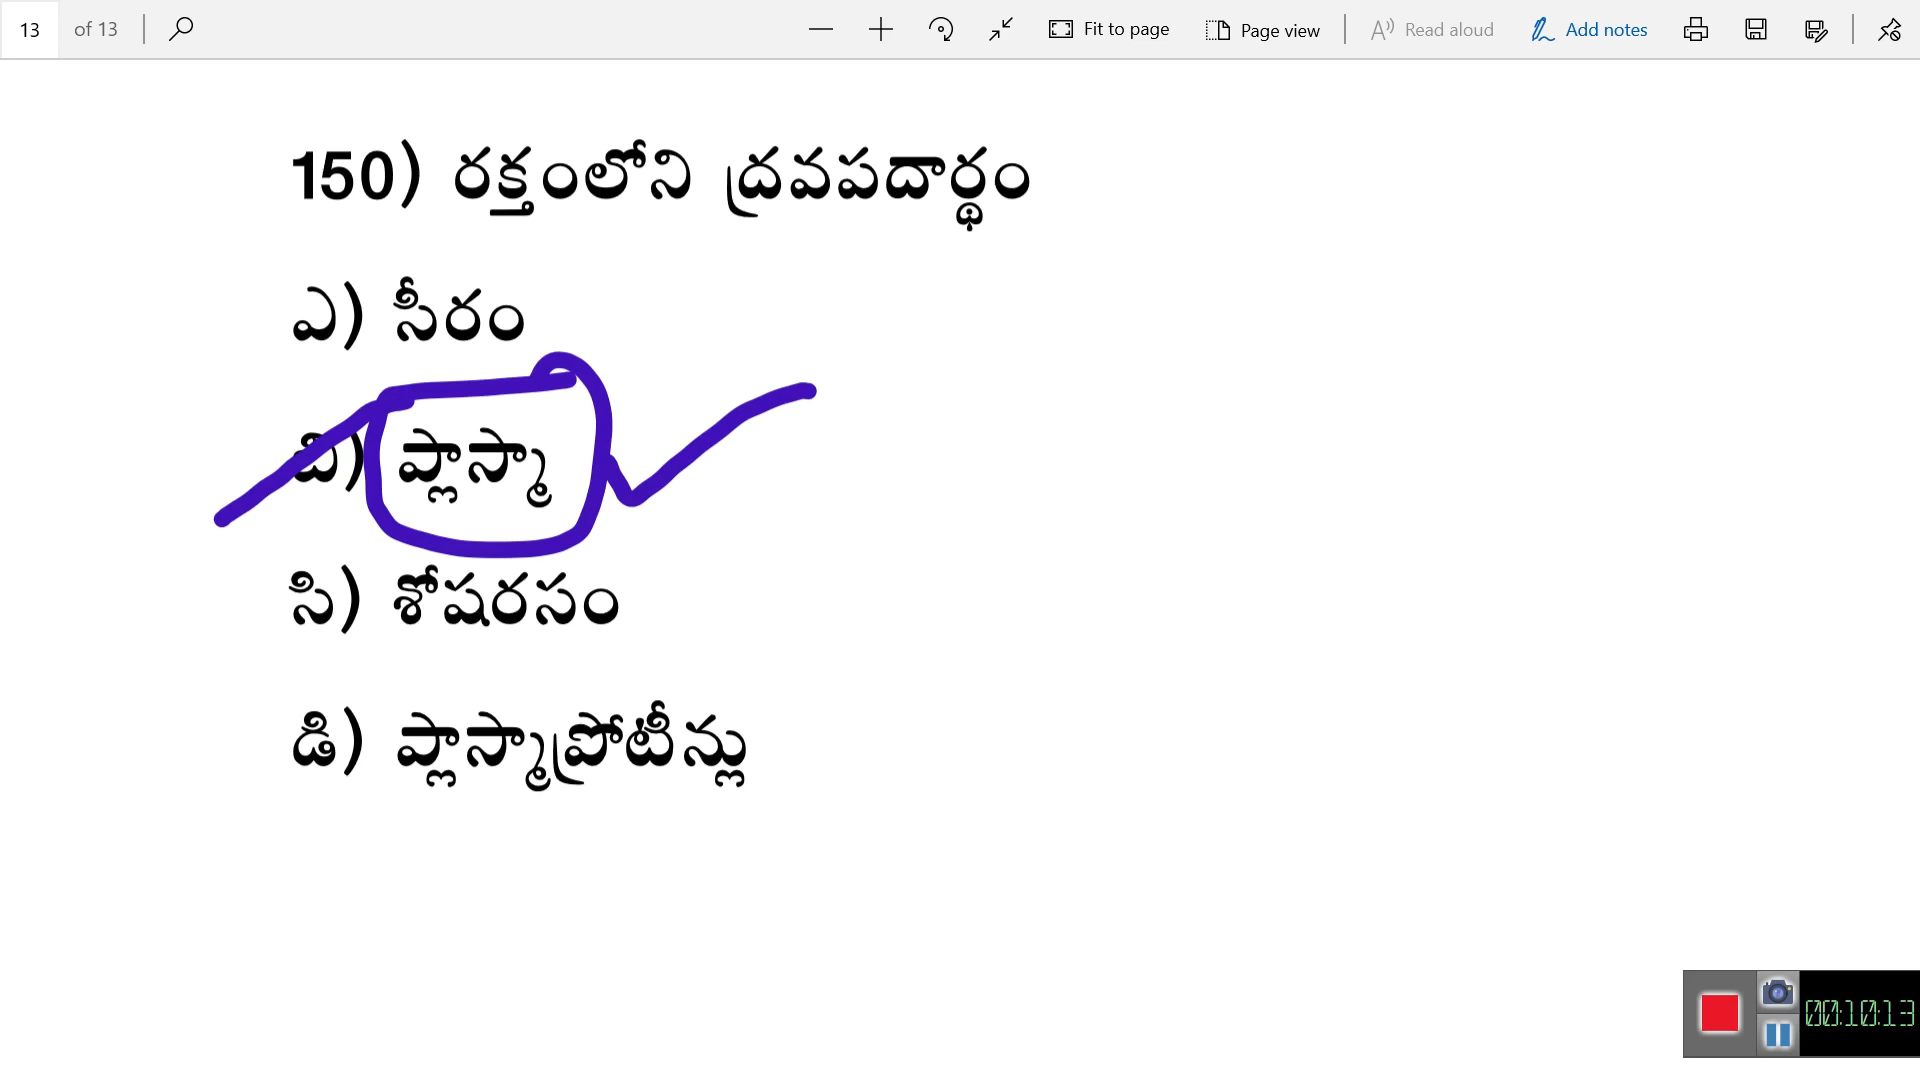 13 of 13 Fit to page Page view Read aloud Add notes
150) రక్తంలోని ద్రవపదార్థం
ఎ) సీరం
బి) ప్లాస్మా
సి) శోషరసం
డి) ప్లాస్మాప్రోటీన్లు
00:10:13